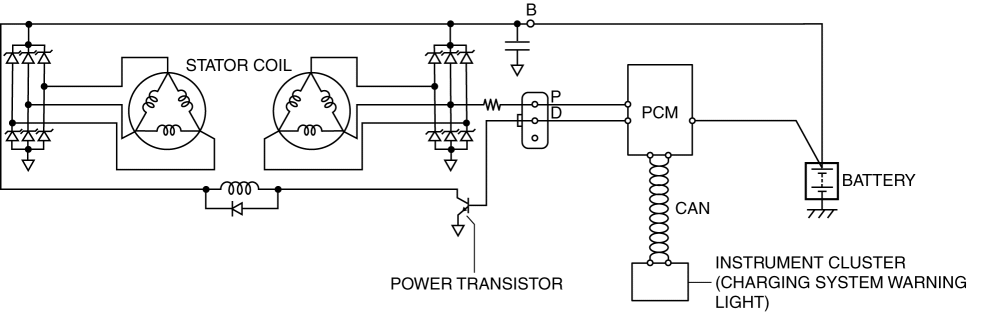 B
STATOR COIL
P
D
PCM
BATTERY
CAN
POWER TRANSISTOR
INSTRUMENT CLUSTER
(CHARGING SYSTEM WARNING
LIGHT)